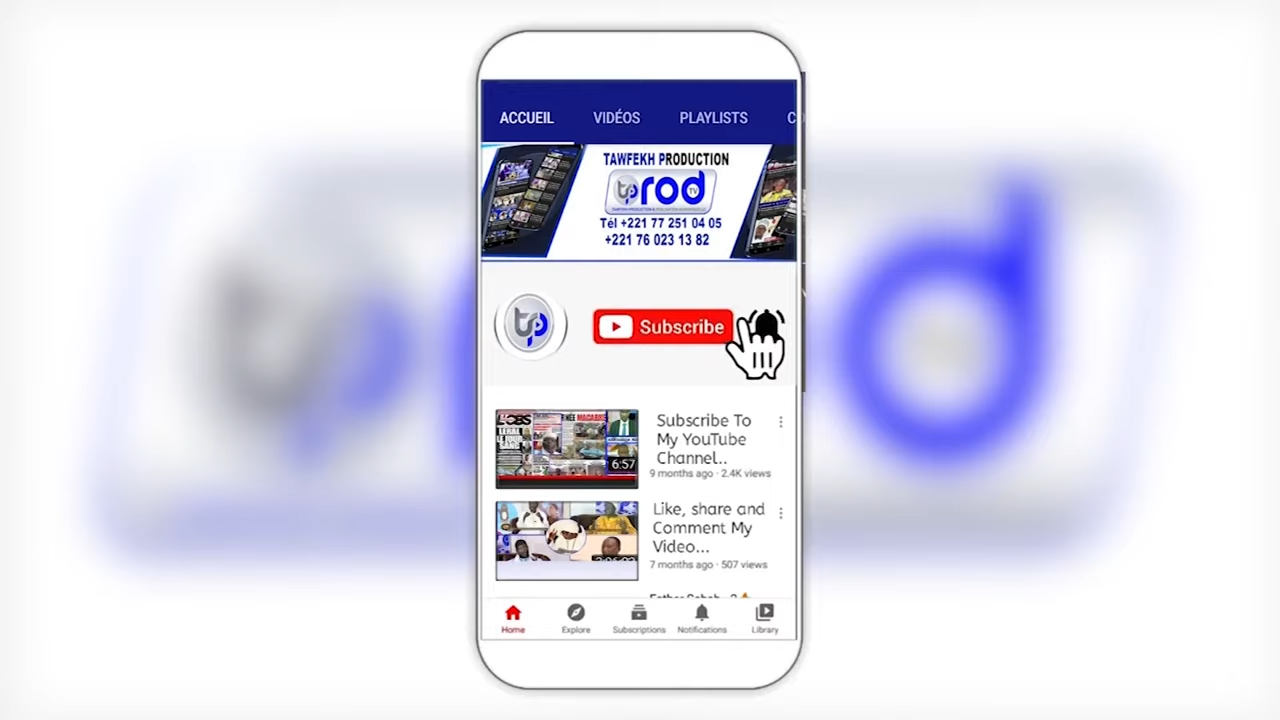 ACCUEIL VIDÉOS PLAYLISTS
TAWFEKH PRODUCTION
tprod TV
Tél +221 77 251 04 05
+221 76 023 13 82
tp
Subscribe
L'OBS
6:57
Subscribe To
My YouTube
Channel..
9 months ago · 2.4K views
Like, share and
Comment My
Video...
7 months ago · 507 views
Home Explore Subscriptions Notifications Library